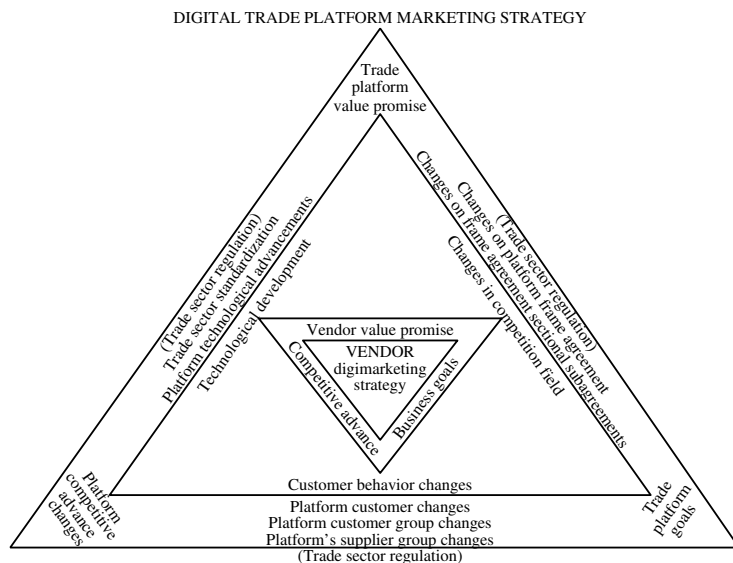 DIGITAL TRADE PLATFORM MARKETING STRATEGY
Trade
platform
value promise
(Trade sector regulation)
Trade sector standardization
Platform technological advancements
Technological development
(Trade sector regulation)
Changes on platform frame agreement
Changes on frame agreement sectional subagreements
Changes in competition field
Vendor value promise
VENDOR
digimarketing
strategy
Competitive advance
Business goals
Platform
competitive
advance
changes
Customer behavior changes
Platform customer changes
Platform customer group changes
Platform's supplier group changes
(Trade sector regulation)
Trade
platform
goals